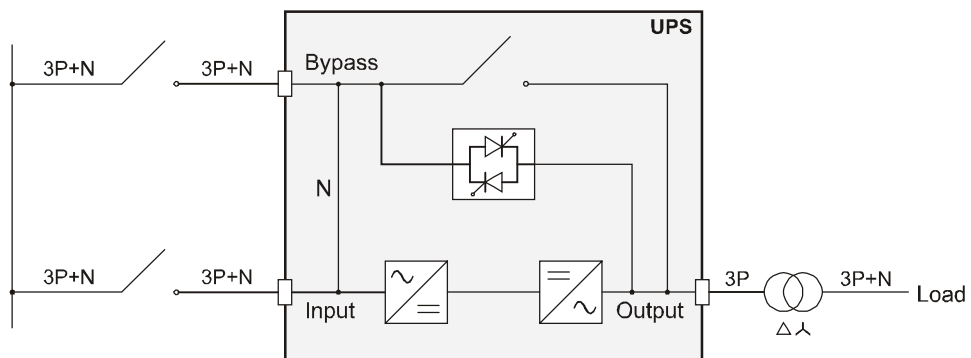 UPS
3P+N
3P+N
Bypass
N
3P+N
3P+N
Input
Output
3P
3P+N
Load